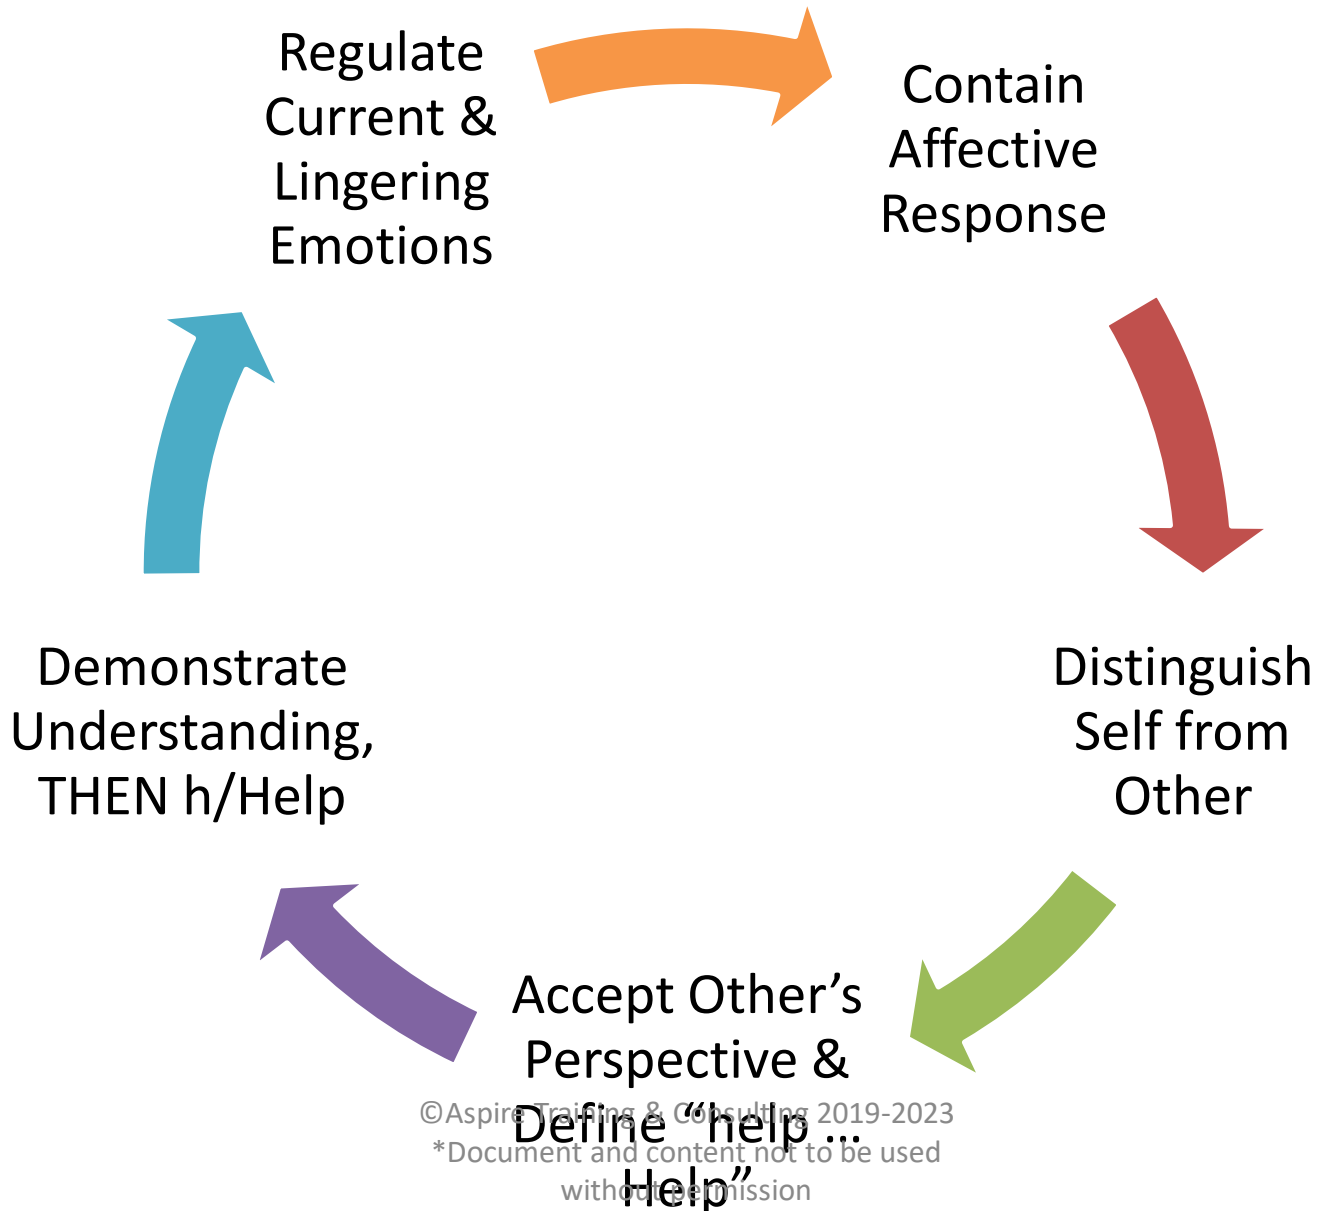 Regulate
Current &
Lingering
Emotions
Contain
Affective
Response
Distinguish
Self from
Other
Accept Other’s
Perspective &
Define “help ...
Help”
Demonstrate
Understanding,
THEN h/Help
©Aspire Training & Consulting 2019-2023
*Document and content not to be used
without permission